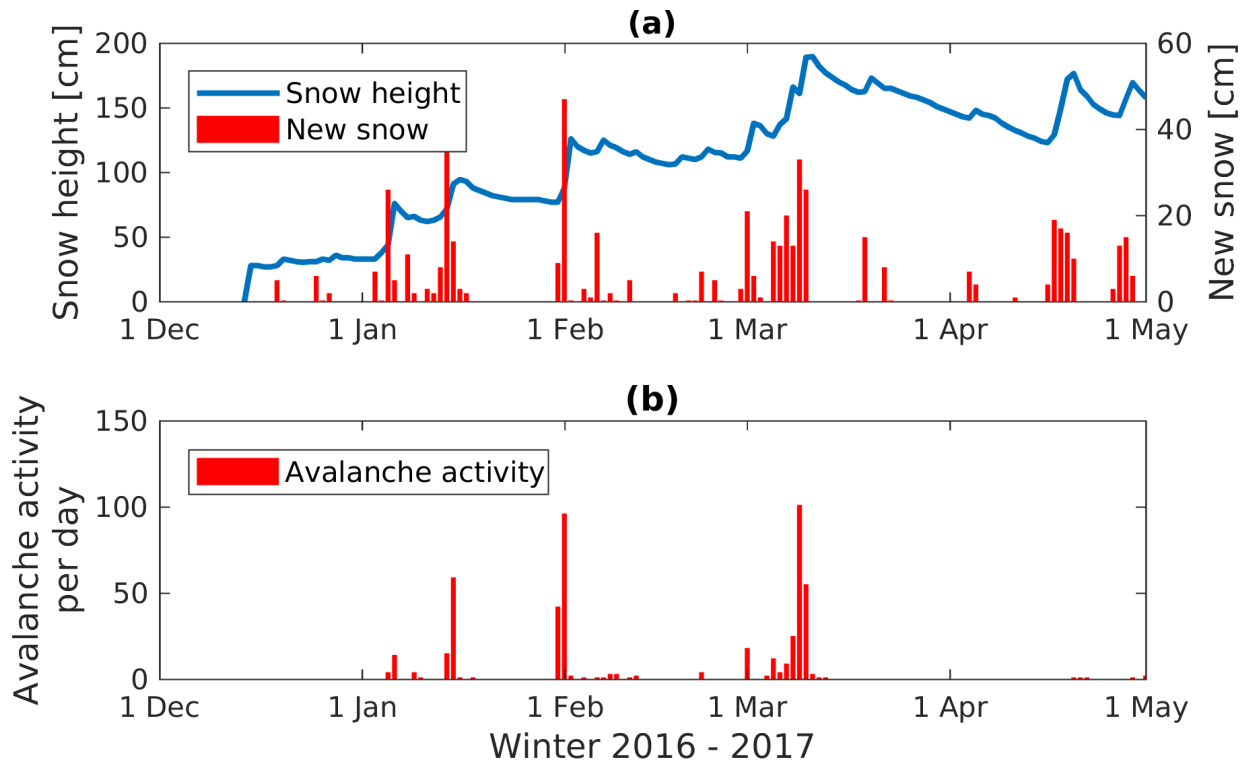 (a)
Snow height [cm]
200
150
100
50
0
Snow height
New snow
New snow [cm]
60
40
20
0
1 Dec
1 Jan
1 Feb
1 Mar
1 Apr
1 May
(b)
Avalanche activity
per day
150
100
50
0
Avalanche activity
1 Dec
1 Jan
1 Feb
1 Mar
1 Apr
1 May
Winter 2016 - 2017